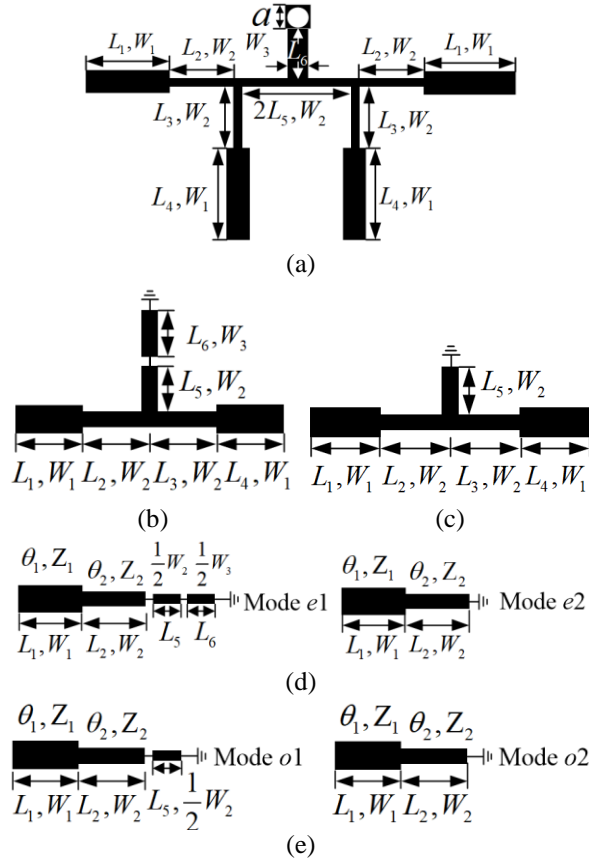 a
L₁,W₁ L₂,W₂ W₃ L₆ L₂,W₂ L₁,W₁
L₃,W₂ 2L₅,W₂ L₃,W₂
L₄,W₁ L₄,W₁
(a)
L₆,W₃
L₅,W₂ L₅,W₂
L₁,W₁ L₂,W₂ L₃,W₂ L₄,W₁ L₁,W₁ L₂,W₂ L₃,W₂ L₄,W₁
(b) (c)
θ₁,Z₁ θ₂,Z₂ ½W₂ ½W₃ Mode e1 θ₁,Z₁ θ₂,Z₂ Mode e2
L₁,W₁ L₂,W₂ L₅ L₆ L₁,W₁ L₂,W₂
(d)
θ₁,Z₁ θ₂,Z₂ Mode o1 θ₁,Z₁ θ₂,Z₂ Mode o2
L₁,W₁ L₂,W₂ L₅,½W₂ L₁,W₁ L₂,W₂
(e)